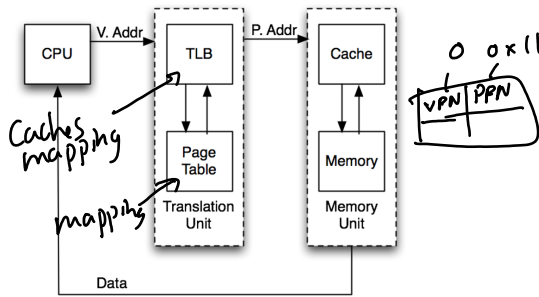 V. Addr
P. Addr
CPU
TLB
Cache
0 0x11
VPN PPN
Caches
mapping
Page
Table
Memory
mapping
Translation
Unit
Memory
Unit
Data